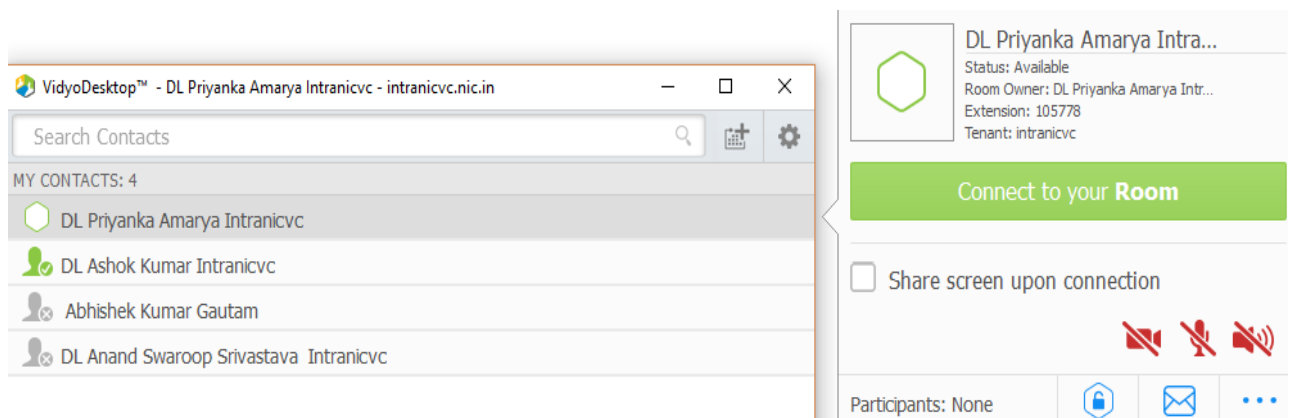 VidyoDesktop™ - DL Priyanka Amarya Intranicvc - intranicvc.nic.in
Search Contacts
MY CONTACTS: 4
DL Priyanka Amarya Intranicvc
DL Ashok Kumar Intranicvc
Abhishek Kumar Gautam
DL Anand Swaroop Srivastava Intranicvc
DL Priyanka Amarya Intra...
Status: Available
Room Owner: DL Priyanka Amarya Intr...
Extension: 105778
Tenant: intranicvc
Connect to your Room
Share screen upon connection
Participants: None